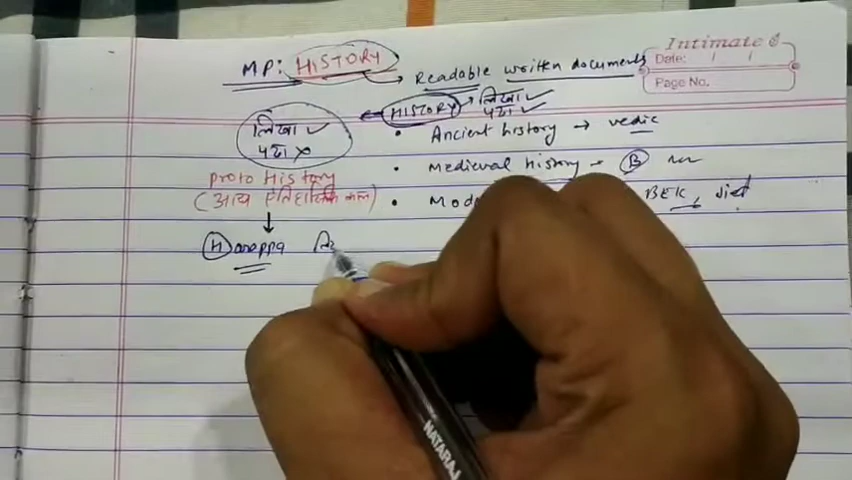 MP: HISTORY → Readable written documents
Intimate
Date: / /
Page No.
लिखा ✓ ← HISTORY → लिखा ✓
पढा x पढा ✓
• Ancient history → vedic
Proto History • Medieval history → B
(आद्य ऐतिहासिक काल) •
↓
Harappa
NATARAJ